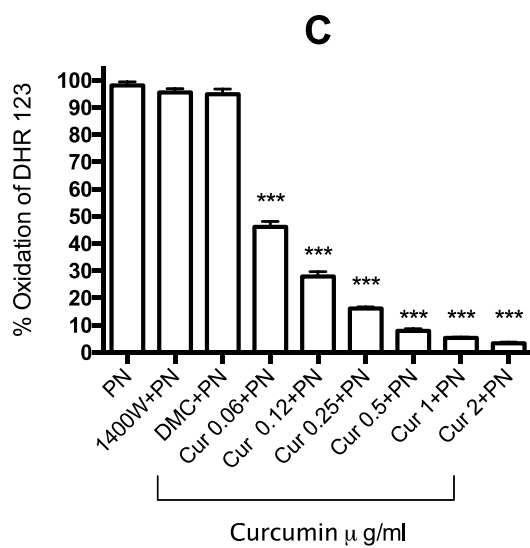 C
% Oxidation of DHR 123
100
90
80
70
60
50
40
30
20
10
0
***
***
***
***
***
***
PN
1400W+PN
DMC+PN
Cur 0.06+PN
Cur 0.12+PN
Cur 0.25+PN
Cur 0.5+PN
Cur 1+PN
Cur 2+PN
Curcumin μ g/ml